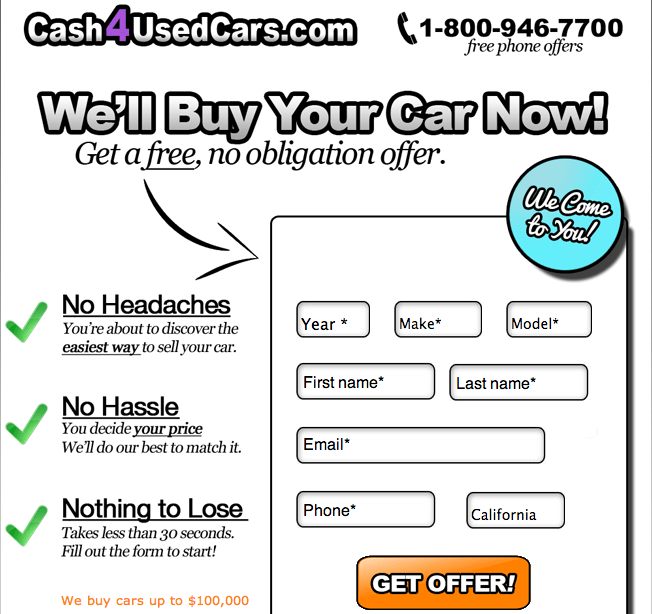 Cash4UsedCars.com
1-800-946-7700
free phone offers
We'll Buy Your Car Now!
Get a free, no obligation offer.
We Come
to You!
No Headaches
You're about to discover the
easiest way to sell your car.
No Hassle
You decide your price
We'll do our best to match it.
Nothing to Lose
Takes less than 30 seconds.
Fill out the form to start!
We buy cars up to $100,000
Year *
Make*
Model*
First name*
Last name*
Email*
Phone*
California
GET OFFER!